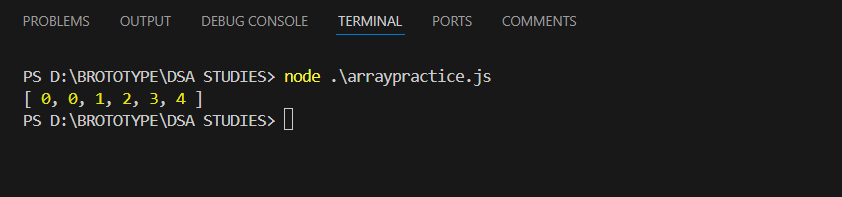 PROBLEMS OUTPUT DEBUG CONSOLE TERMINAL PORTS COMMENTS
PS D:\BROTOTYPE\DSA STUDIES> node .\arraypractice.js
[ 0, 0, 1, 2, 3, 4 ]
PS D:\BROTOTYPE\DSA STUDIES>